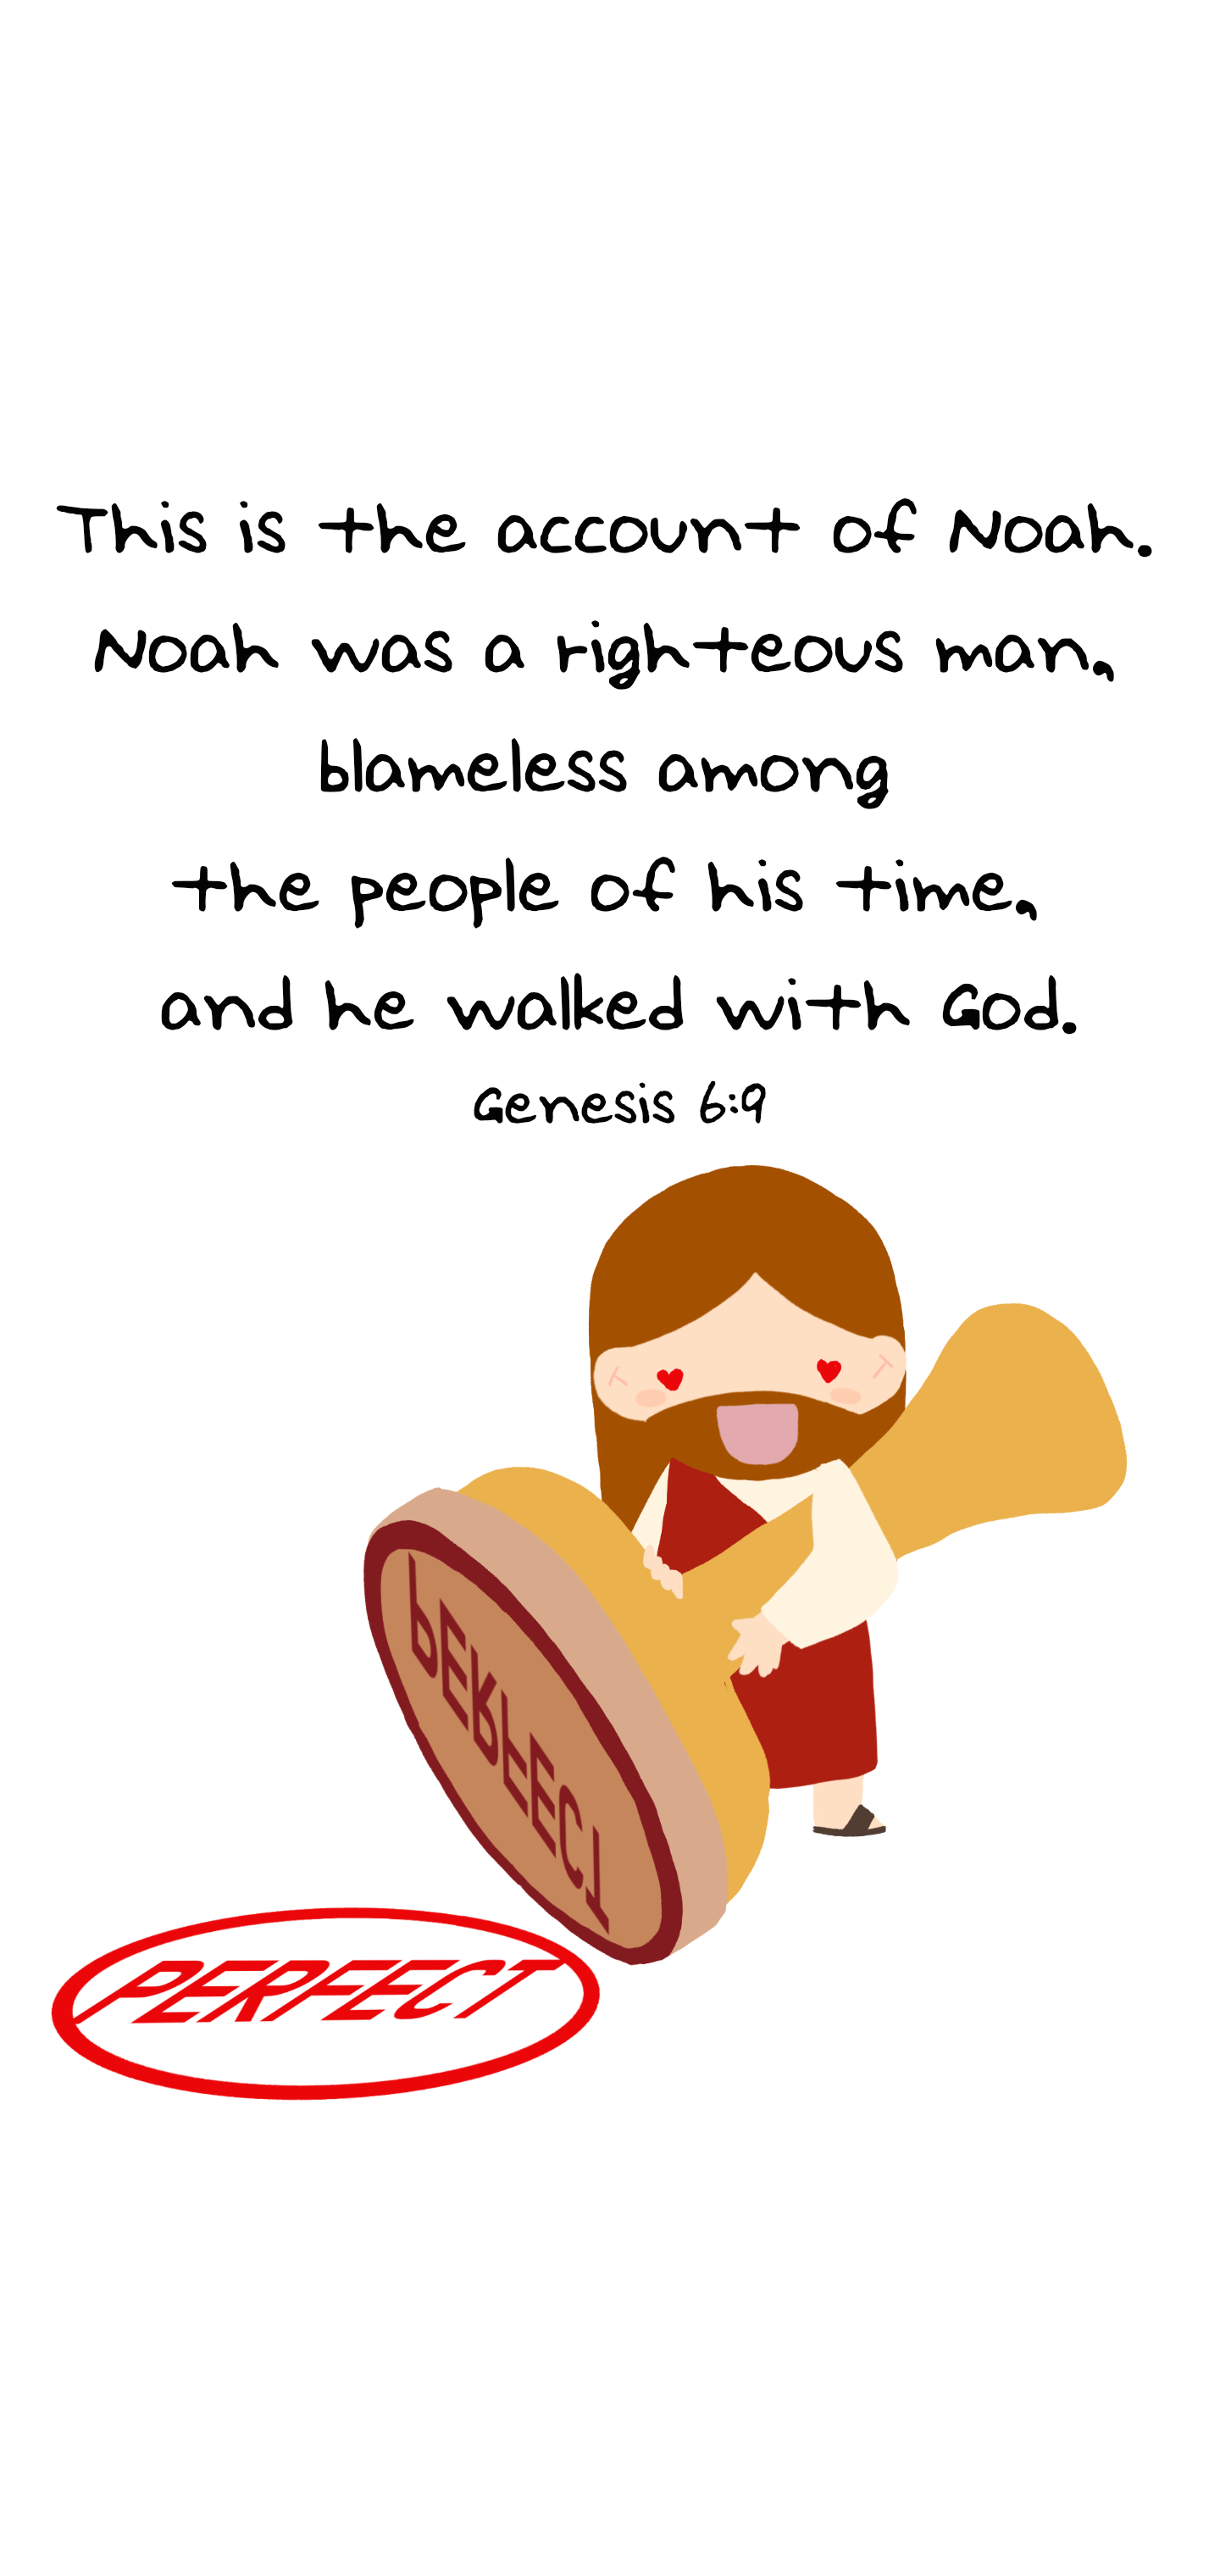 This is the account of Noah.
Noah was a righteous man,
blameless among
the people of his time,
and he walked with God.
Genesis 6:9
PERFECT
PERFECT